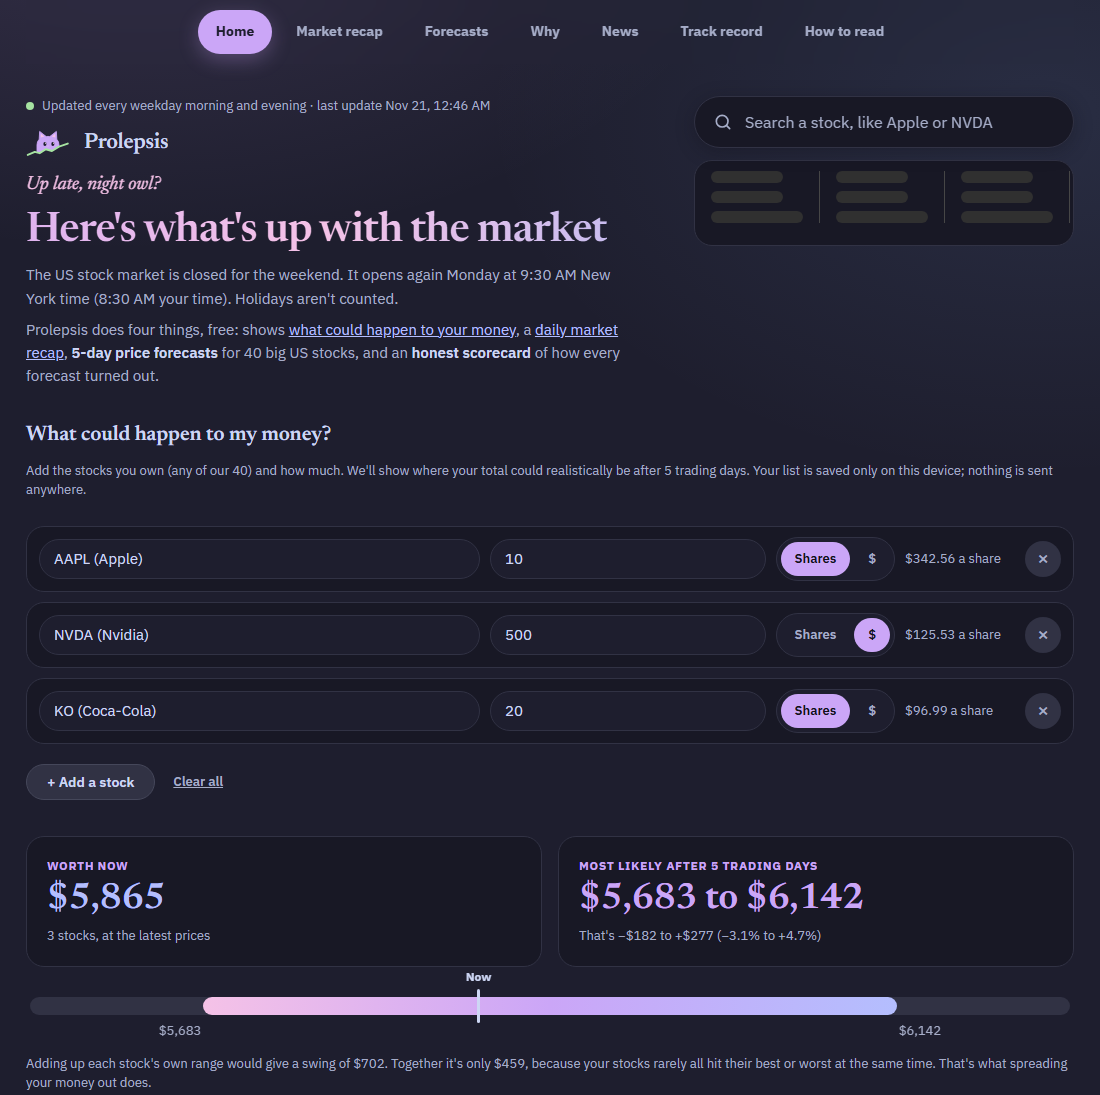 Home Market recap Forecasts Why News Track record How to read
Updated every weekday morning and evening · last update Nov 21, 12:46 AM
Search a stock, like Apple or NVDA
Prolepsis
Up late, night owl?
Here's what's up with the market
The US stock market is closed for the weekend. It opens again Monday at 9:30 AM New
York time (8:30 AM your time). Holidays aren't counted.
Prolepsis does four things, free: shows what could happen to your money, a daily market
recap, 5-day price forecasts for 40 big US stocks, and an honest scorecard of how every
forecast turned out.
What could happen to my money?
Add the stocks you own (any of our 40) and how much. We'll show where your total could realistically be after 5 trading days. Your list is saved only on this device; nothing is sent
anywhere.
AAPL (Apple) 10 Shares $ $342.56 a share ×
NVDA (Nvidia) 500 Shares $ $125.53 a share ×
KO (Coca-Cola) 20 Shares $ $96.99 a share ×
+ Add a stock Clear all
WORTH NOW
$5,865
3 stocks, at the latest prices
MOST LIKELY AFTER 5 TRADING DAYS
$5,683 to $6,142
That's −$182 to +$277 (−3.1% to +4.7%)
Now
$5,683 $6,142
Adding up each stock's own range would give a swing of $702. Together it's only $459, because your stocks rarely all hit their best or worst at the same time. That's what spreading
your money out does.